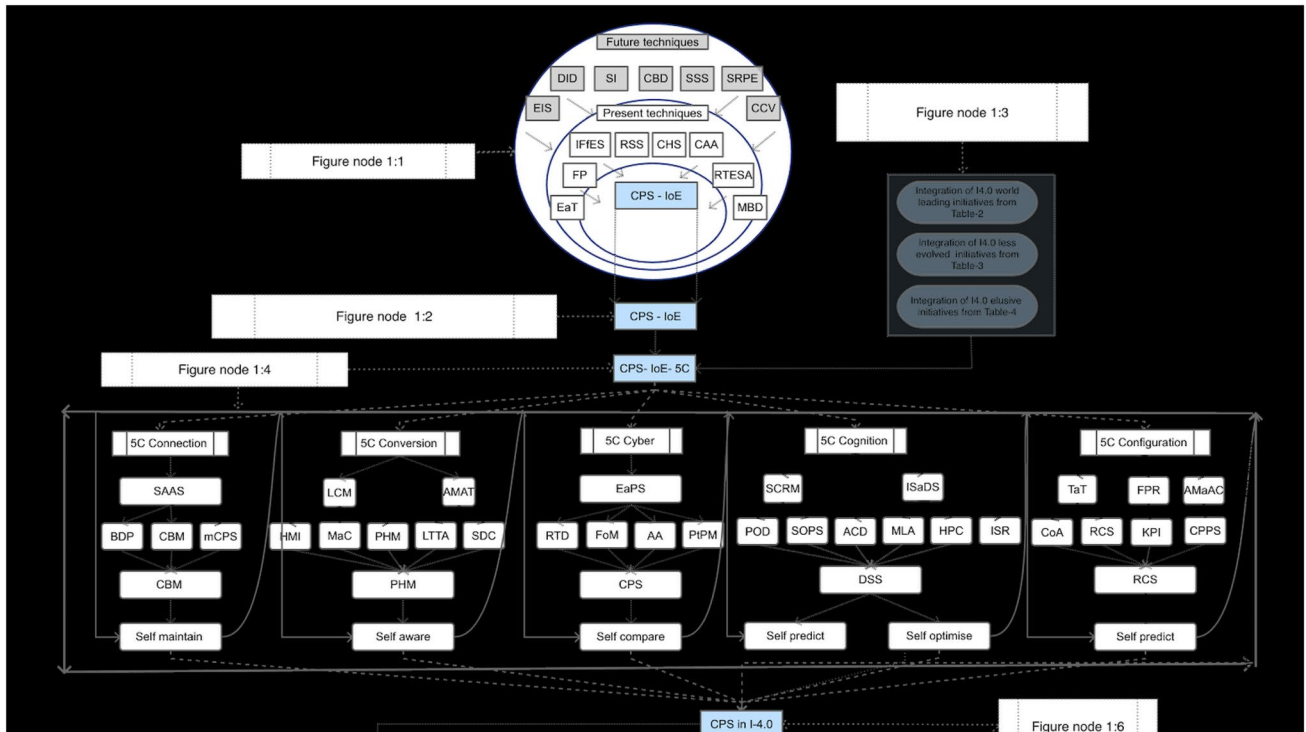 Future techniques
DID SI CBD SSS SRPE
EIS CCV
Present techniques
IFfES RSS CHS CAA
FP RTESA
EaT MBD
CPS - IoE
Figure node 1:1
Figure node 1:3
Integration of I4.0 world
leading initiatives from
Table-2
Integration of I4.0 less
evolved initiatives from
Table-3
Integration of I4.0 elusive
initiatives from Table-4
Figure node 1:2
CPS - IoE
Figure node 1:4
CPS- IoE- 5C
5C Connection
SAAS
BDP CBM mCPS
CBM
Self maintain
5C Conversion
LCM AMAT
HMI MaC PHM LTTA SDC
PHM
Self aware
5C Cyber
EaPS
RTD FoM AA PtPM
CPS
Self compare
5C Cognition
SCRM ISaDS
POD SOPS ACD MLA HPC ISR
DSS
Self predict Self optimise
5C Configuration
TaT FPR AMaAC
CoA RCS KPI CPPS
RCS
Self predict
CPS in I-4.0
Figure node 1:6